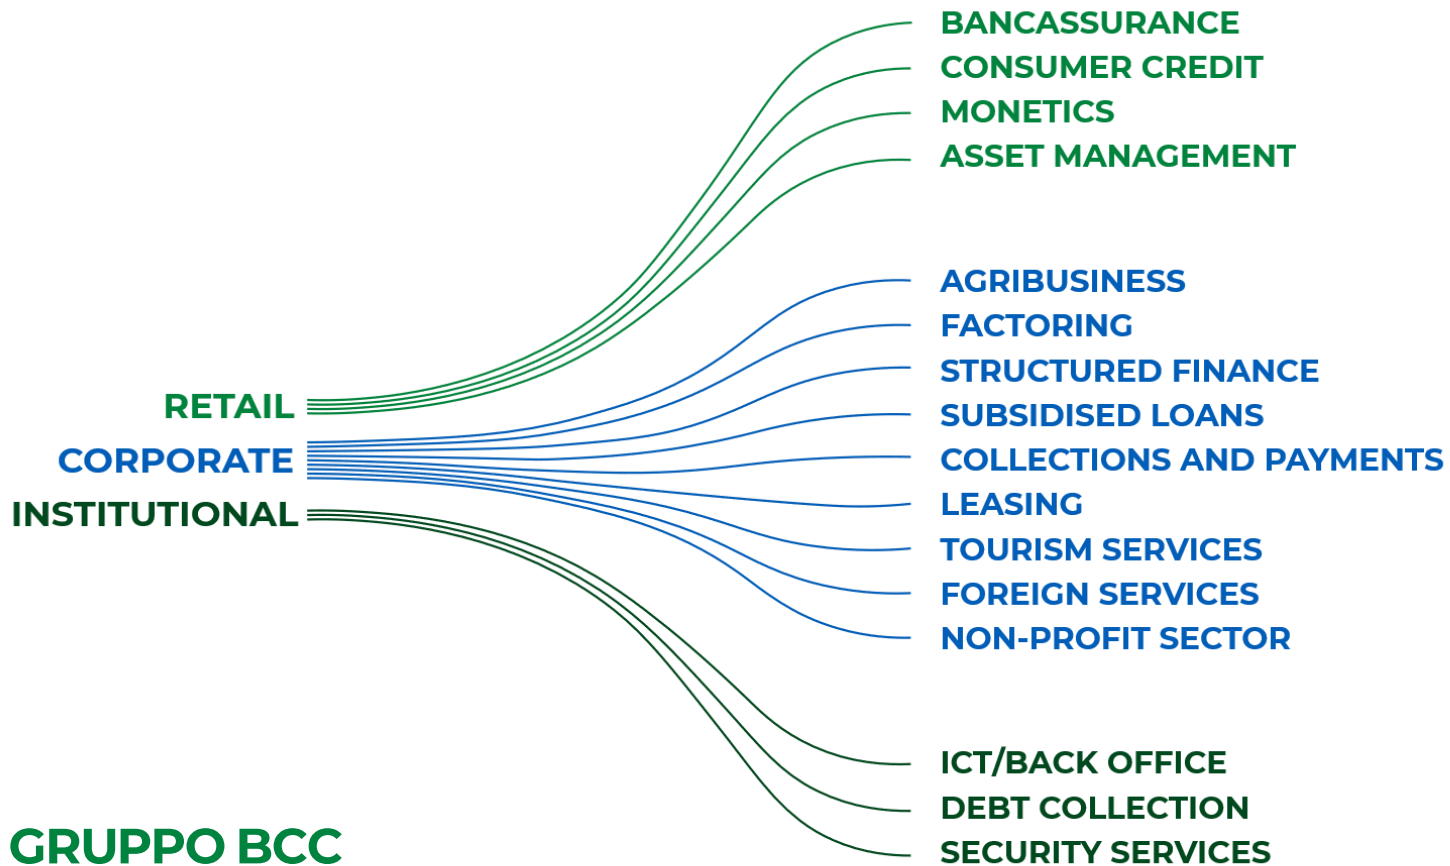 RETAIL
CORPORATE
INSTITUTIONAL
BANCASSURANCE
CONSUMER CREDIT
MONETICS
ASSET MANAGEMENT
AGRIBUSINESS
FACTORING
STRUCTURED FINANCE
SUBSIDISED LOANS
COLLECTIONS AND PAYMENTS
LEASING
TOURISM SERVICES
FOREIGN SERVICES
NON-PROFIT SECTOR
ICT/BACK OFFICE
DEBT COLLECTION
SECURITY SERVICES
GRUPPO BCC